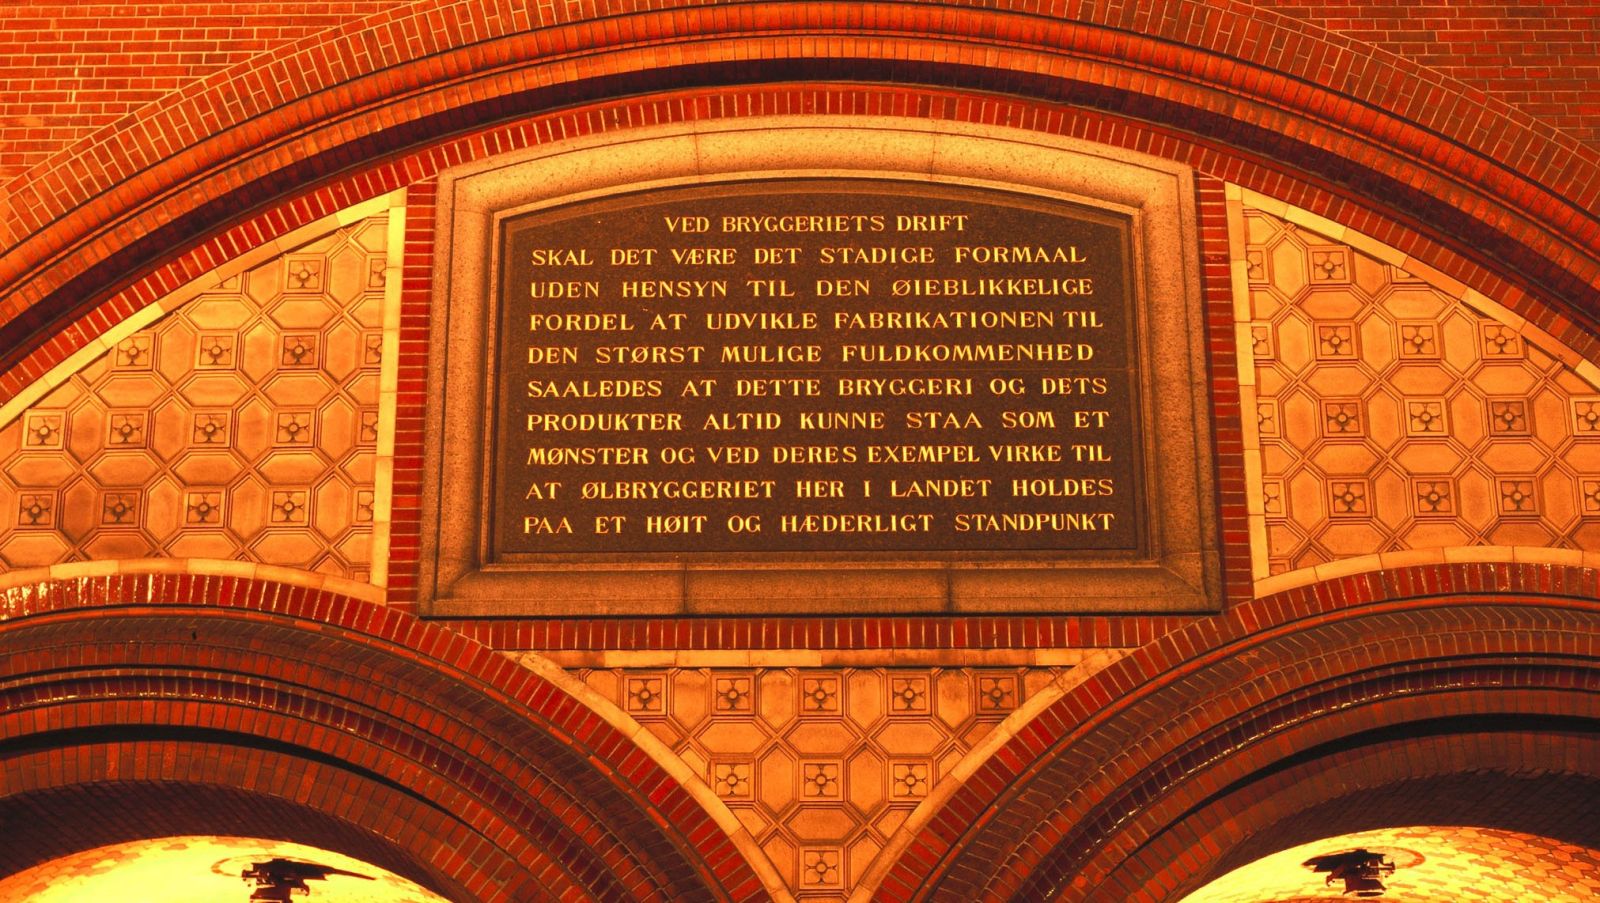 VED BRYGGERIETS DRIFT
SKAL DET VÆRE DET STADIGE FORMAAL
UDEN HENSYN TIL DEN ØIEBLIKKELIGE
FORDEL AT UDVIKLE FABRIKATIONEN TIL
DEN STØRST MULIGE FULDKOMMENHED
SAALEDES AT DETTE BRYGGERI OG DETS
PRODUKTER ALTID KUNNE STAA SOM ET
MØNSTER OG VED DERES EXEMPEL VIRKE TIL
AT ØLBRYGGERIET HER I LANDET HOLDES
PAA ET HØIT OG HÆDERLIGT STANDPUNKT